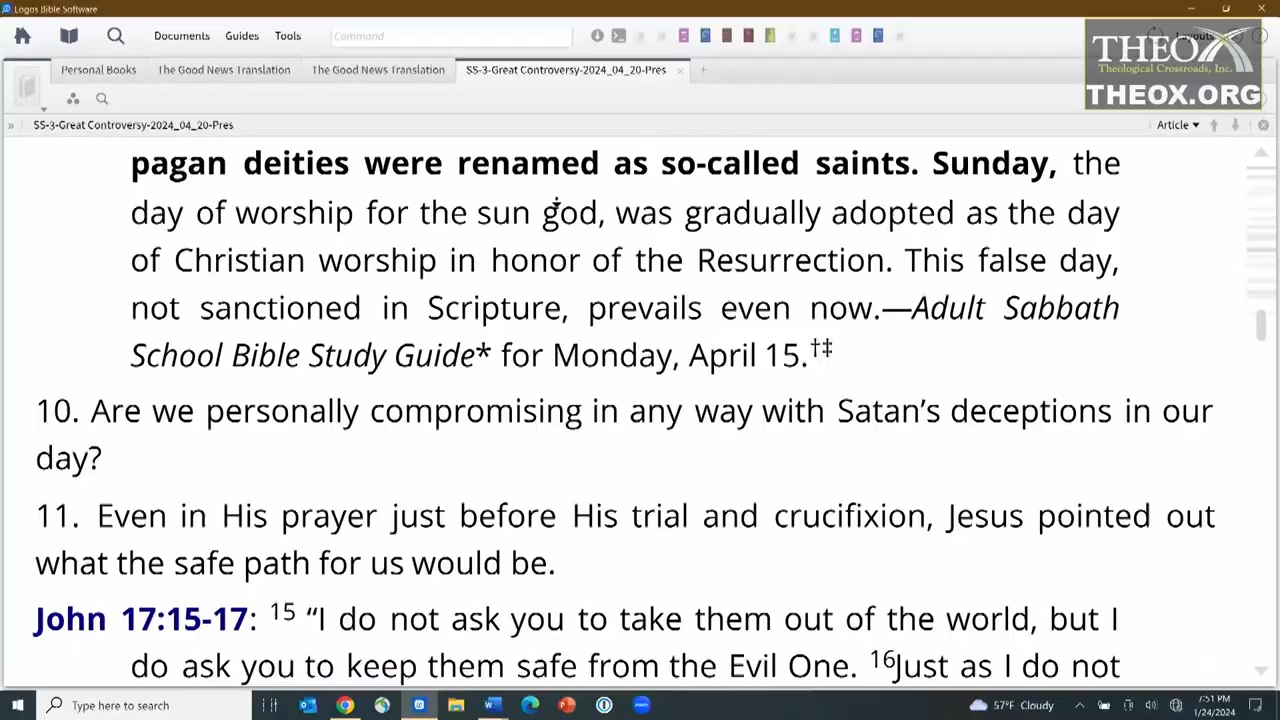 Logos Bible Software
Documents Guides Tools Command Layouts
THEOX
Theological Crossroads, Inc.
THEOX.ORG
Personal Books The Good News Translation The Good News Translati SS-3-Great Controversy-2024_04_20-Pres
SS-3-Great Controversy-2024_04_20-Pres Article
pagan deities were renamed as so-called saints. Sunday, the
day of worship for the sun god, was gradually adopted as the day
of Christian worship in honor of the Resurrection. This false day,
not sanctioned in Scripture, prevails even now.—Adult Sabbath
School Bible Study Guide* for Monday, April 15.†‡
10. Are we personally compromising in any way with Satan’s deceptions in our
day?
11. Even in His prayer just before His trial and crucifixion, Jesus pointed out
what the safe path for us would be.
John 17:15-17: 15 “I do not ask you to take them out of the world, but I
do ask you to keep them safe from the Evil One. 16Just as I do not
Type here to search 57°F Cloudy 7:51 PM
1/24/2024